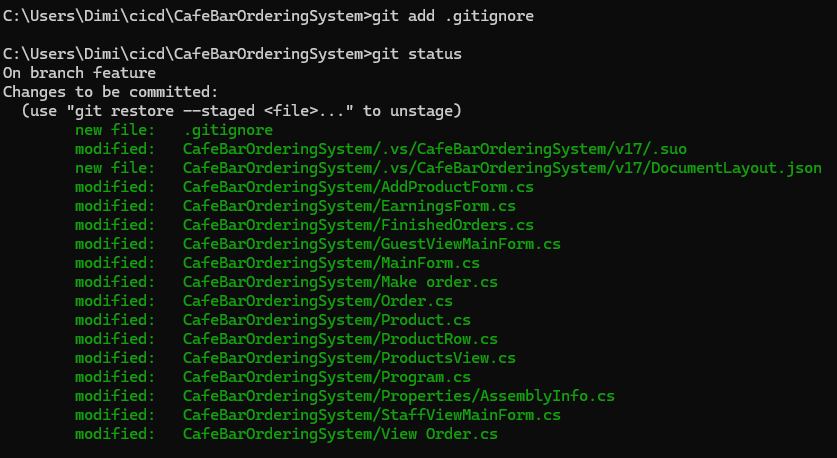 C:\Users\Dimi\cicd\CafeBarOrderingSystem>git add .gitignore
C:\Users\Dimi\cicd\CafeBarOrderingSystem>git status
On branch feature
Changes to be committed:
  (use "git restore --staged <file>..." to unstage)
        new file:   .gitignore
        modified:   CafeBarOrderingSystem/.vs/CafeBarOrderingSystem/v17/.suo
        new file:   CafeBarOrderingSystem/.vs/CafeBarOrderingSystem/v17/DocumentLayout.json
        modified:   CafeBarOrderingSystem/AddProductForm.cs
        modified:   CafeBarOrderingSystem/EarningsForm.cs
        modified:   CafeBarOrderingSystem/FinishedOrders.cs
        modified:   CafeBarOrderingSystem/GuestViewMainForm.cs
        modified:   CafeBarOrderingSystem/MainForm.cs
        modified:   CafeBarOrderingSystem/Make order.cs
        modified:   CafeBarOrderingSystem/Order.cs
        modified:   CafeBarOrderingSystem/Product.cs
        modified:   CafeBarOrderingSystem/ProductRow.cs
        modified:   CafeBarOrderingSystem/ProductsView.cs
        modified:   CafeBarOrderingSystem/Program.cs
        modified:   CafeBarOrderingSystem/Properties/AssemblyInfo.cs
        modified:   CafeBarOrderingSystem/StaffViewMainForm.cs
        modified:   CafeBarOrderingSystem/View Order.cs